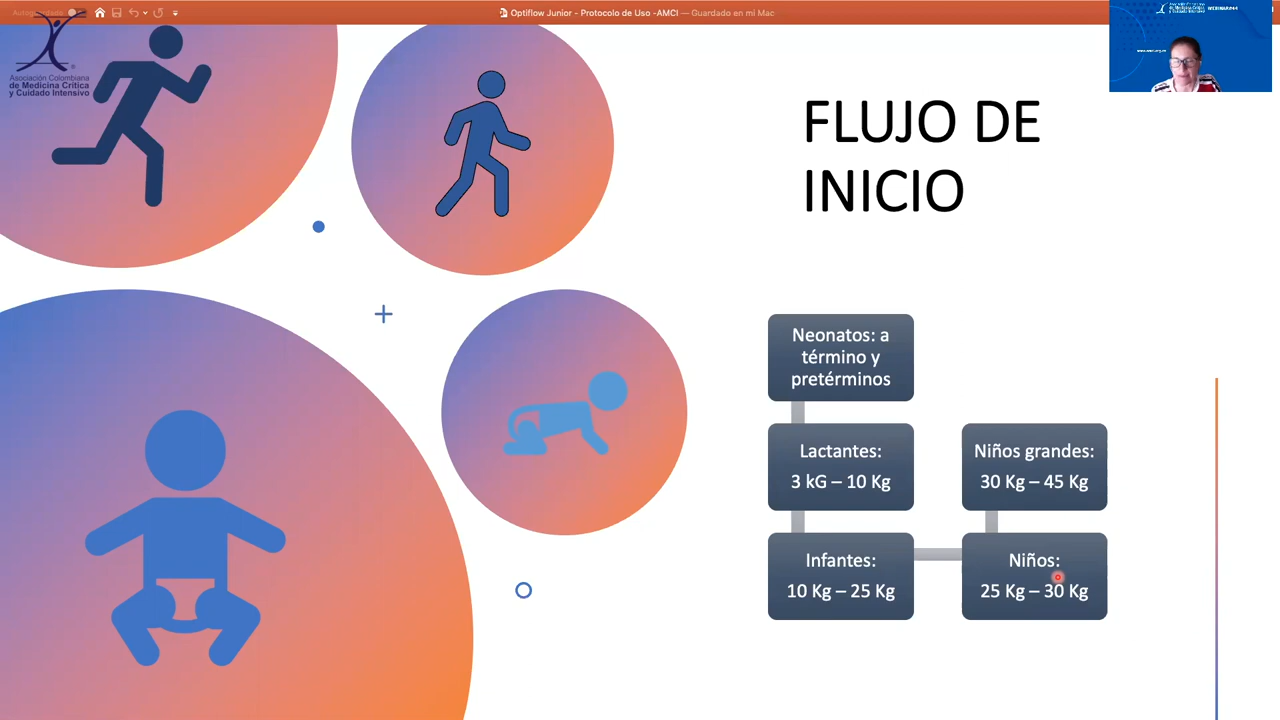 Optiflow Junior - Protocolo de Uso -AMCI — Guardado en mi Mac
Asociación Colombiana
de Medicina Crítica
y Cuidado Intensivo
FLUJO DE
INICIO
Neonatos: a
término y
pretérminos
Lactantes:
3 kG – 10 Kg
Infantes:
10 Kg – 25 Kg
Niños:
25 Kg – 30 Kg
Niños grandes:
30 Kg – 45 Kg